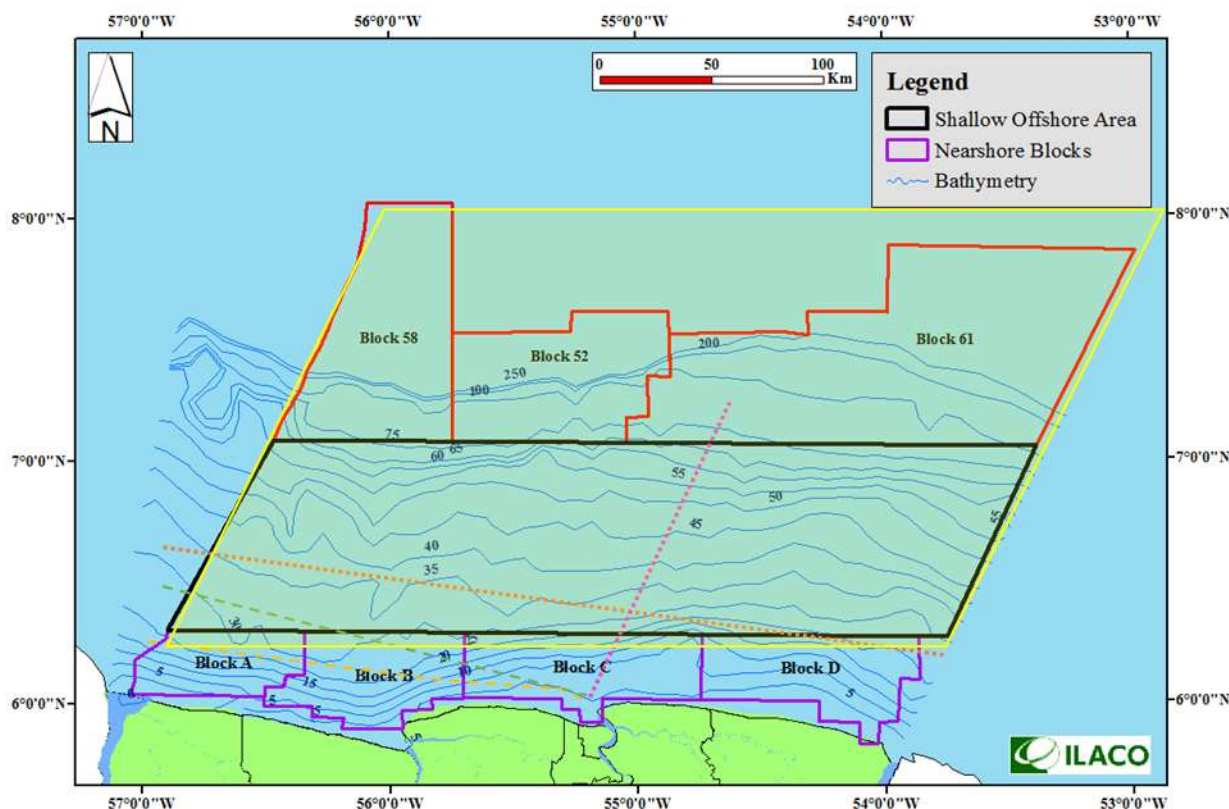 57°0'0"W 56°0'0"W 55°0'0"W 54°0'0"W 53°0'0"W
0 50 100
Km
N
Legend
Shallow Offshore Area
Nearshore Blocks
Bathymetry
8°0'0"N 8°0'0"N
Block 58
Block 52
Block 61
200
250
100
75
65
60
7°0'0"N 7°0'0"N
55
50
45
55
40
35
30
Block A
Block B
Block C
Block D
20
10
15
5
5
5
5
5
6°0'0"N 6°0'0"N
ILACO
57°0'0"W 56°0'0"W 55°0'0"W 54°0'0"W 53°0'0"W